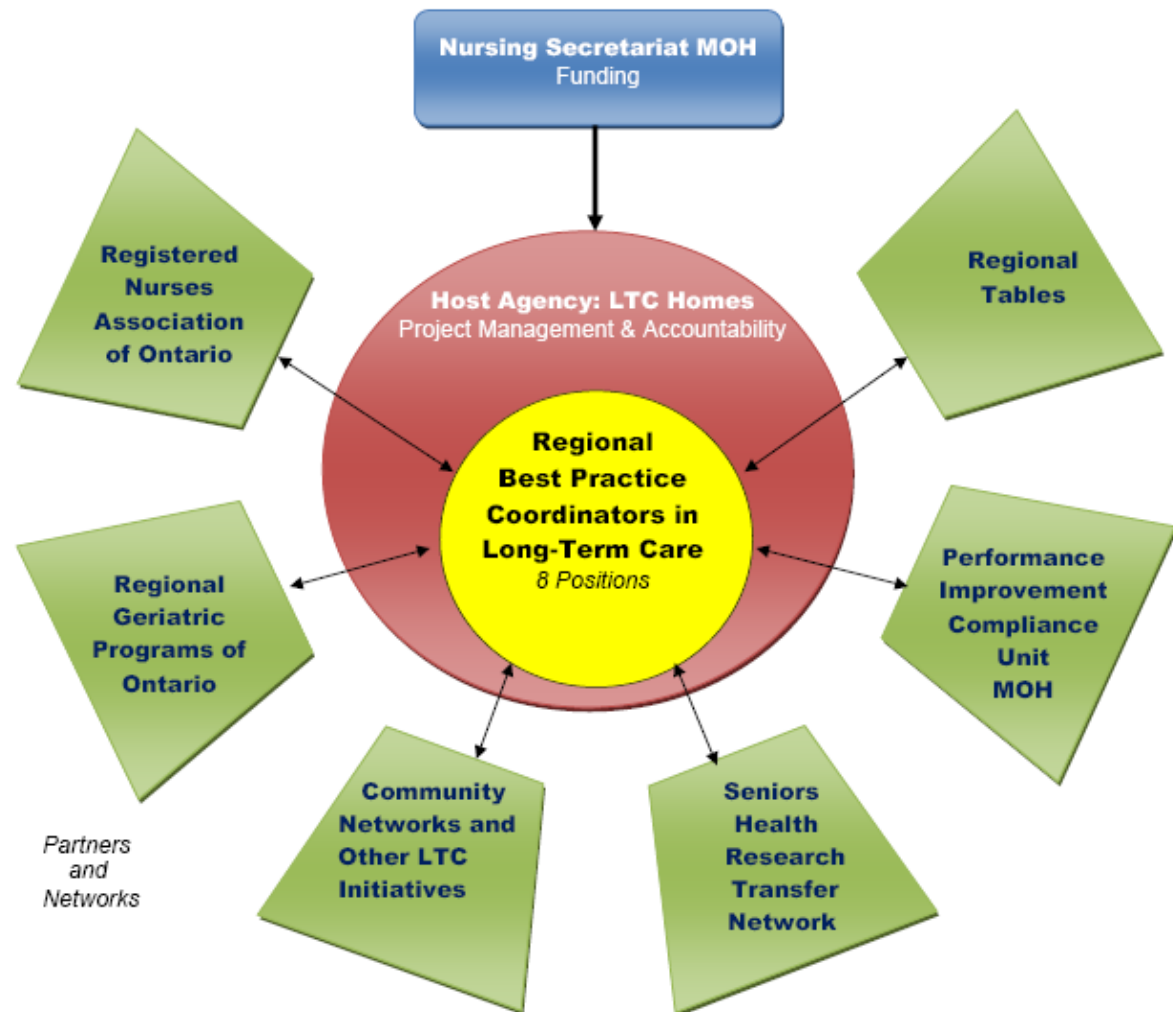 Nursing Secretariat MOH
Funding
Registered
Nurses
Association
of Ontario
Regional
Tables
Host Agency: LTC Homes
Project Management & Accountability
Regional
Best Practice
Coordinators in
Long-Term Care
8 Positions
Regional
Geriatric
Programs of
Ontario
Performance
Improvement
Compliance
Unit
MOH
Community
Networks and
Other LTC
Initiatives
Seniors
Health
Research
Transfer
Network
Partners
and
Networks